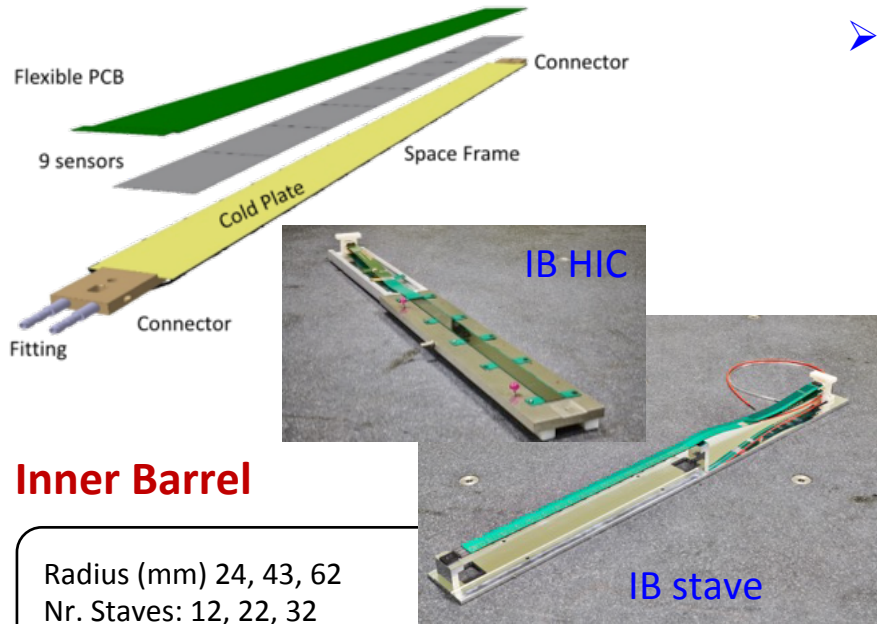 Flexible PCB
Connector
9 sensors
Space Frame
Cold Plate
IB HIC
Connector
Fitting
Inner Barrel
Radius (mm) 24, 43, 62
Nr. Staves: 12, 22, 32
IB stave